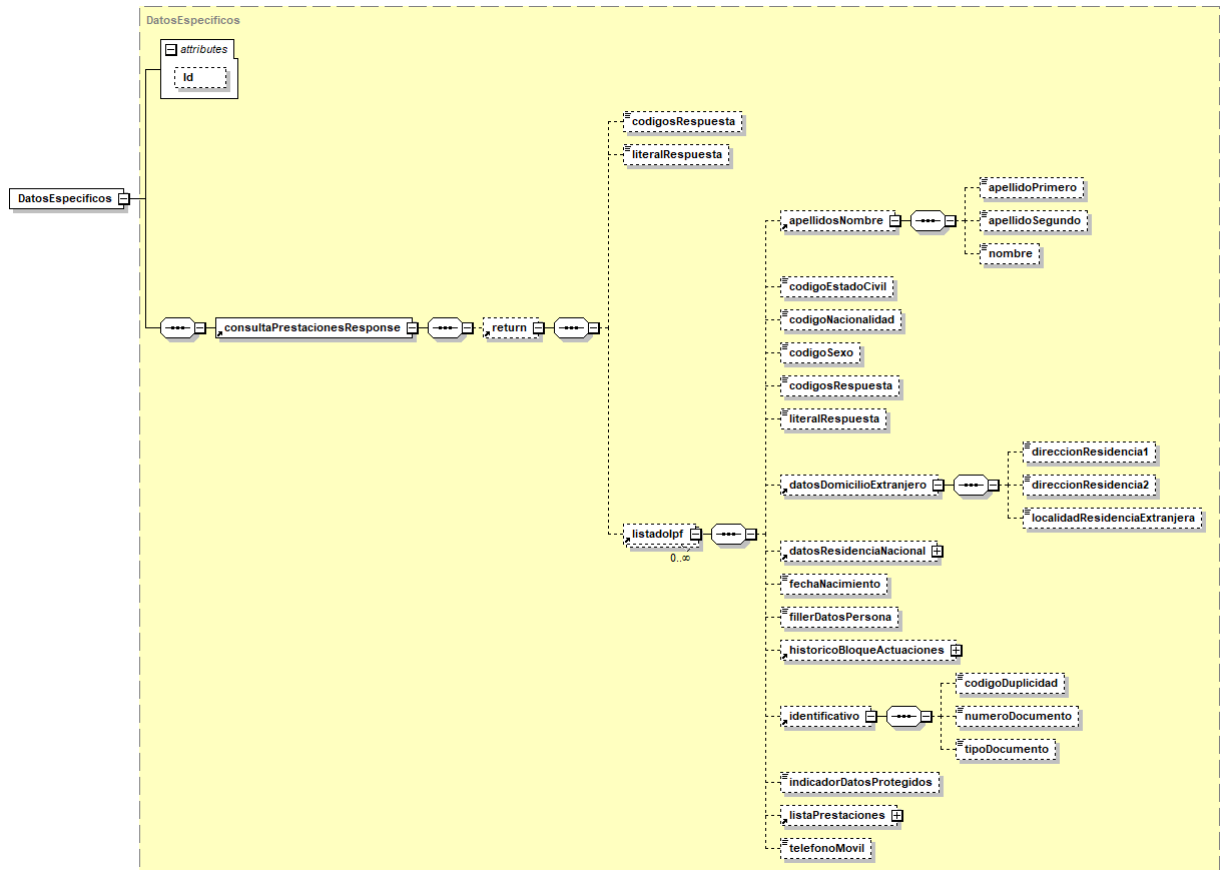 DatosEspecificos
attributes
Id
codigosRespuesta
literalRespuesta
DatosEspecíficos
apellidoPrimero
apellidosNombre
apellidoSegundo
nombre
codigoEstadoCivil
codigoNacionalidad
consultaPrestacionesResponse
return
codigoSexo
codigosRespuesta
literalRespuesta
direccionResidencia1
datosDomicilioExtranjero
direccionResidencia2
localidadResidenciaExtranjera
listadoIpf
0..∞
datosResidenciaNacional
fechaNacimiento
fillerDatosPersona
historicoBloqueActuaciones
codigoDuplicidad
identificativo
numeroDocumento
tipoDocumento
indicadorDatosProtegidos
listaPrestaciones
telefonoMovil